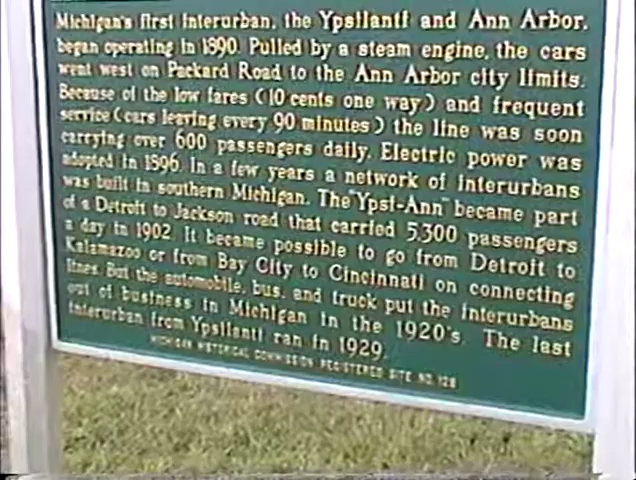 Michigan's first interurban, the Ypsilanti and Ann Arbor,
began operating in 1890. Pulled by a steam engine, the cars
went west on Packard Road to the Ann Arbor city limits.
Because of the low fares (10 cents one way) and frequent
service (cars leaving every 90 minutes) the line was soon
carrying over 600 passengers daily. Electric power was
adopted in 1896. In a few years a network of interurbans
was built in southern Michigan. The "Ypsi-Ann" became part
of a Detroit to Jackson road that carried 5,300 passengers
a day in 1902. It became possible to go from Detroit to
Kalamazoo or from Bay City to Cincinnati on connecting
lines. But the automobile, bus, and truck put the interurbans
out of business in Michigan in the 1920's. The last
interurban from Ypsilanti ran in 1929.
MICHIGAN HISTORICAL COMMISSION REGISTERED SITE NO. 128